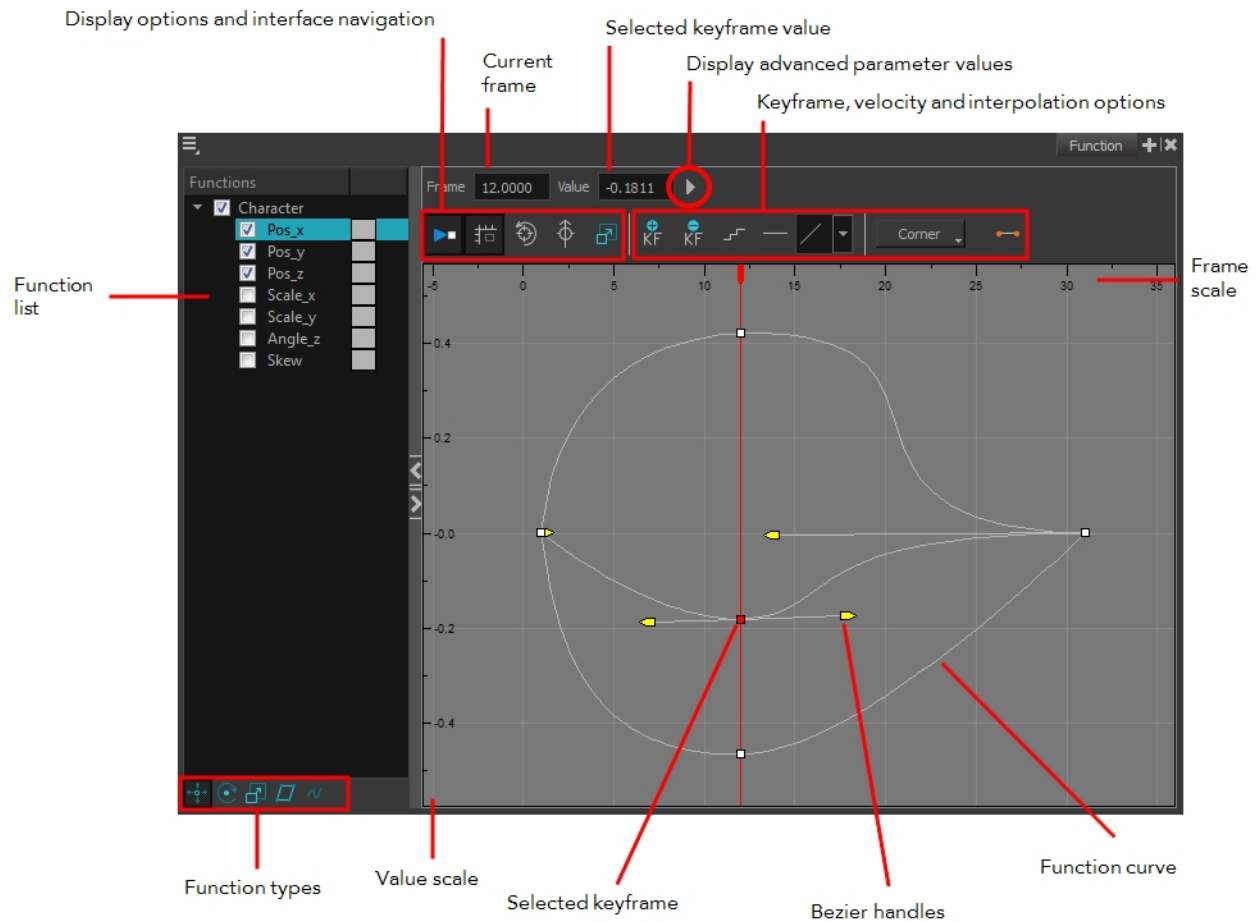 Display options and interface navigation
Selected keyframe value
Current
frame
Display advanced parameter values
Keyframe, velocity and interpolation options
Function
Functions
Frame 12.0000 Value -0.1811
Character
Pos_x
Pos_y
Pos_z
Scale_x
Scale_y
Angle_z
Skew
KF KF Corner
-5 0 5 10 15 20 25 30 35
0.4
0.2
-0.0
-0.2
-0.4
Function
list
Frame
scale
Function types
Value scale
Selected keyframe
Bezier handles
Function curve